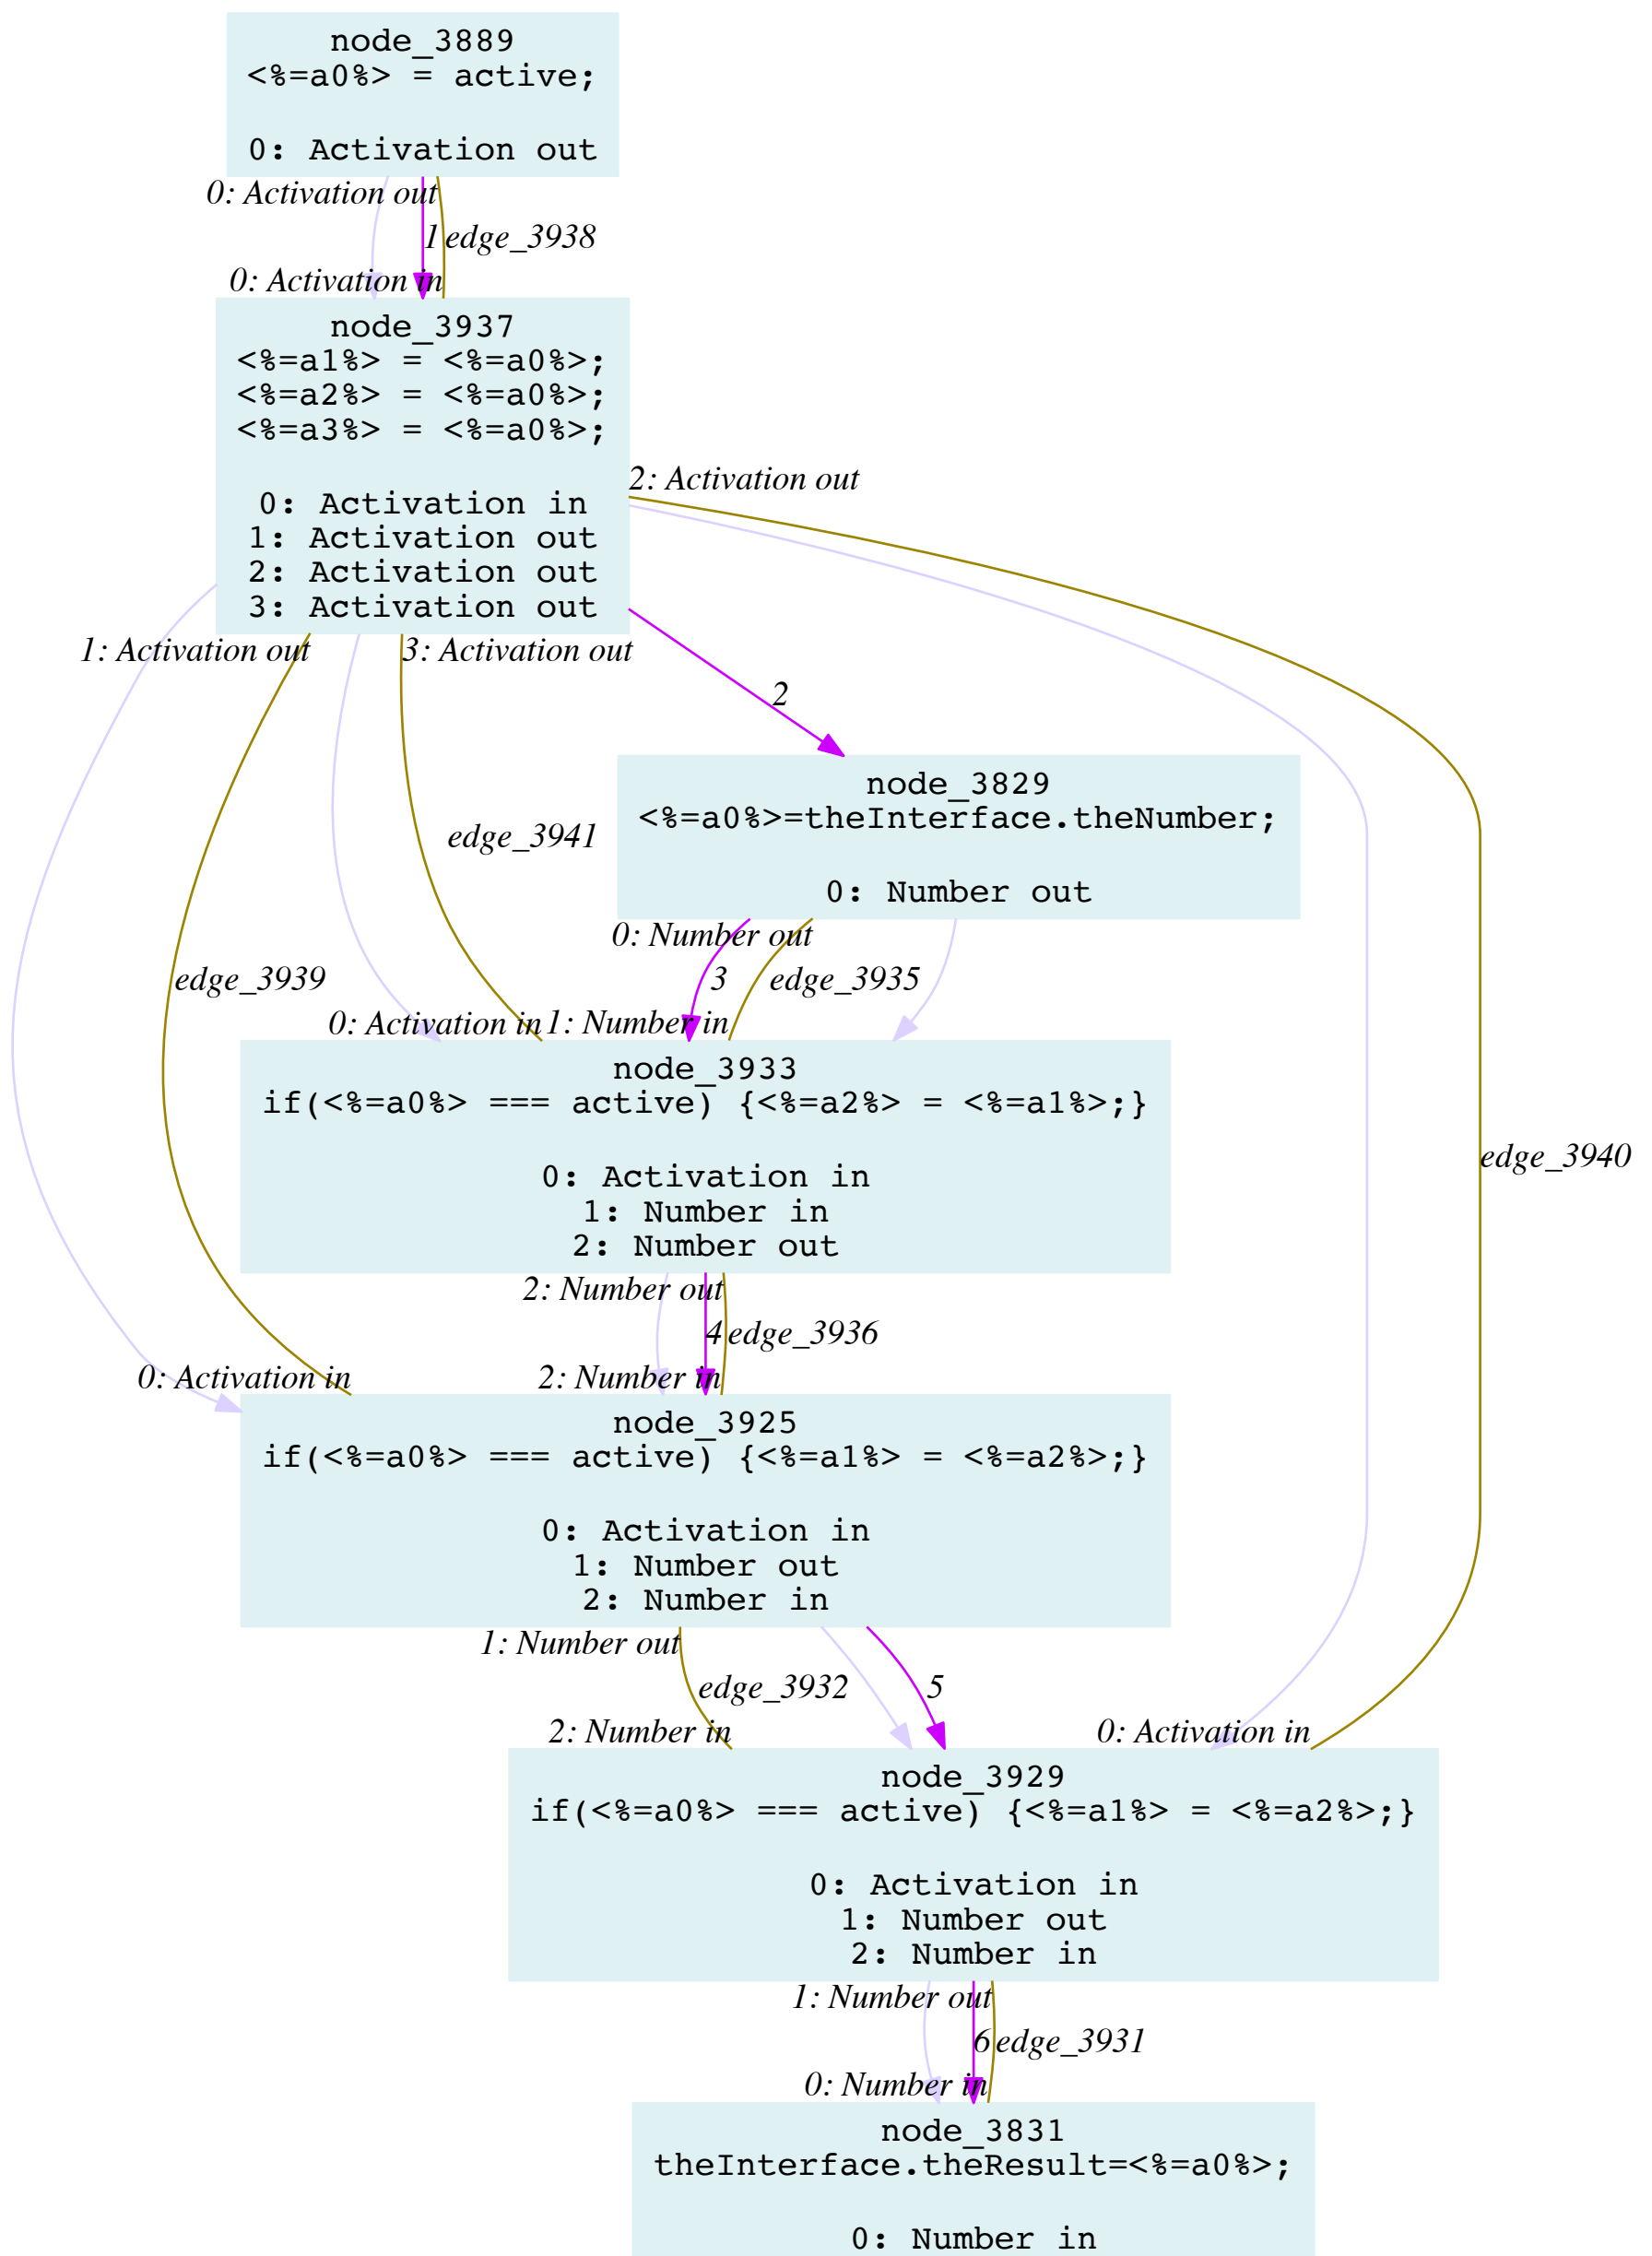 node_3889
<%=a0%> = active;
0: Activation out
0: Activation out
1
edge_3938
0: Activation in
node_3937
<%=a1%> = <%=a0%>;
<%=a2%> = <%=a0%>;
<%=a3%> = <%=a0%>;
2: Activation out
0: Activation in
1: Activation out
2: Activation out
3: Activation out
1: Activation out
3: Activation out
2
node_3829
<%=a0%>=theInterface.theNumber;
edge_3941
0: Number out
0: Number out
edge_3939
3
edge_3935
0: Activation in
1: Number in
node_3933
if(<%=a0%> === active) {<%=a2%> = <%=a1%>;}
edge_3940
0: Activation in
1: Number in
2: Number out
2: Number out
4
edge_3936
0: Activation in
2: Number in
node_3925
if(<%=a0%> === active) {<%=a1%> = <%=a2%>;}
0: Activation in
1: Number out
2: Number in
1: Number out
edge_3932
5
2: Number in
0: Activation in
node_3929
if(<%=a0%> === active) {<%=a1%> = <%=a2%>;}
0: Activation in
1: Number out
2: Number in
1: Number out
6
edge_3931
0: Number in
node_3831
theInterface.theResult=<%=a0%>;
0: Number in